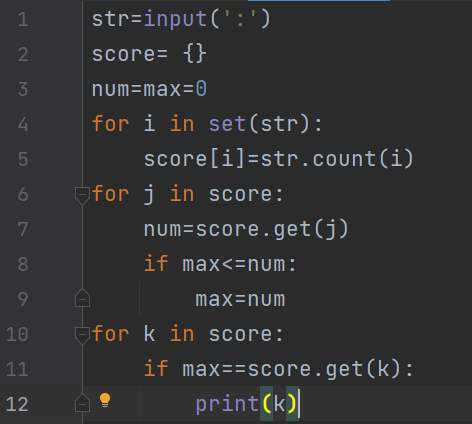 1 str=input(':')
2 score= {}
3 num=max=0
4 for i in set(str):
5     score[i]=str.count(i)
6 for j in score:
7     num=score.get(j)
8     if max<=num:
9         max=num
10 for k in score:
11     if max==score.get(k):
12         print(k)